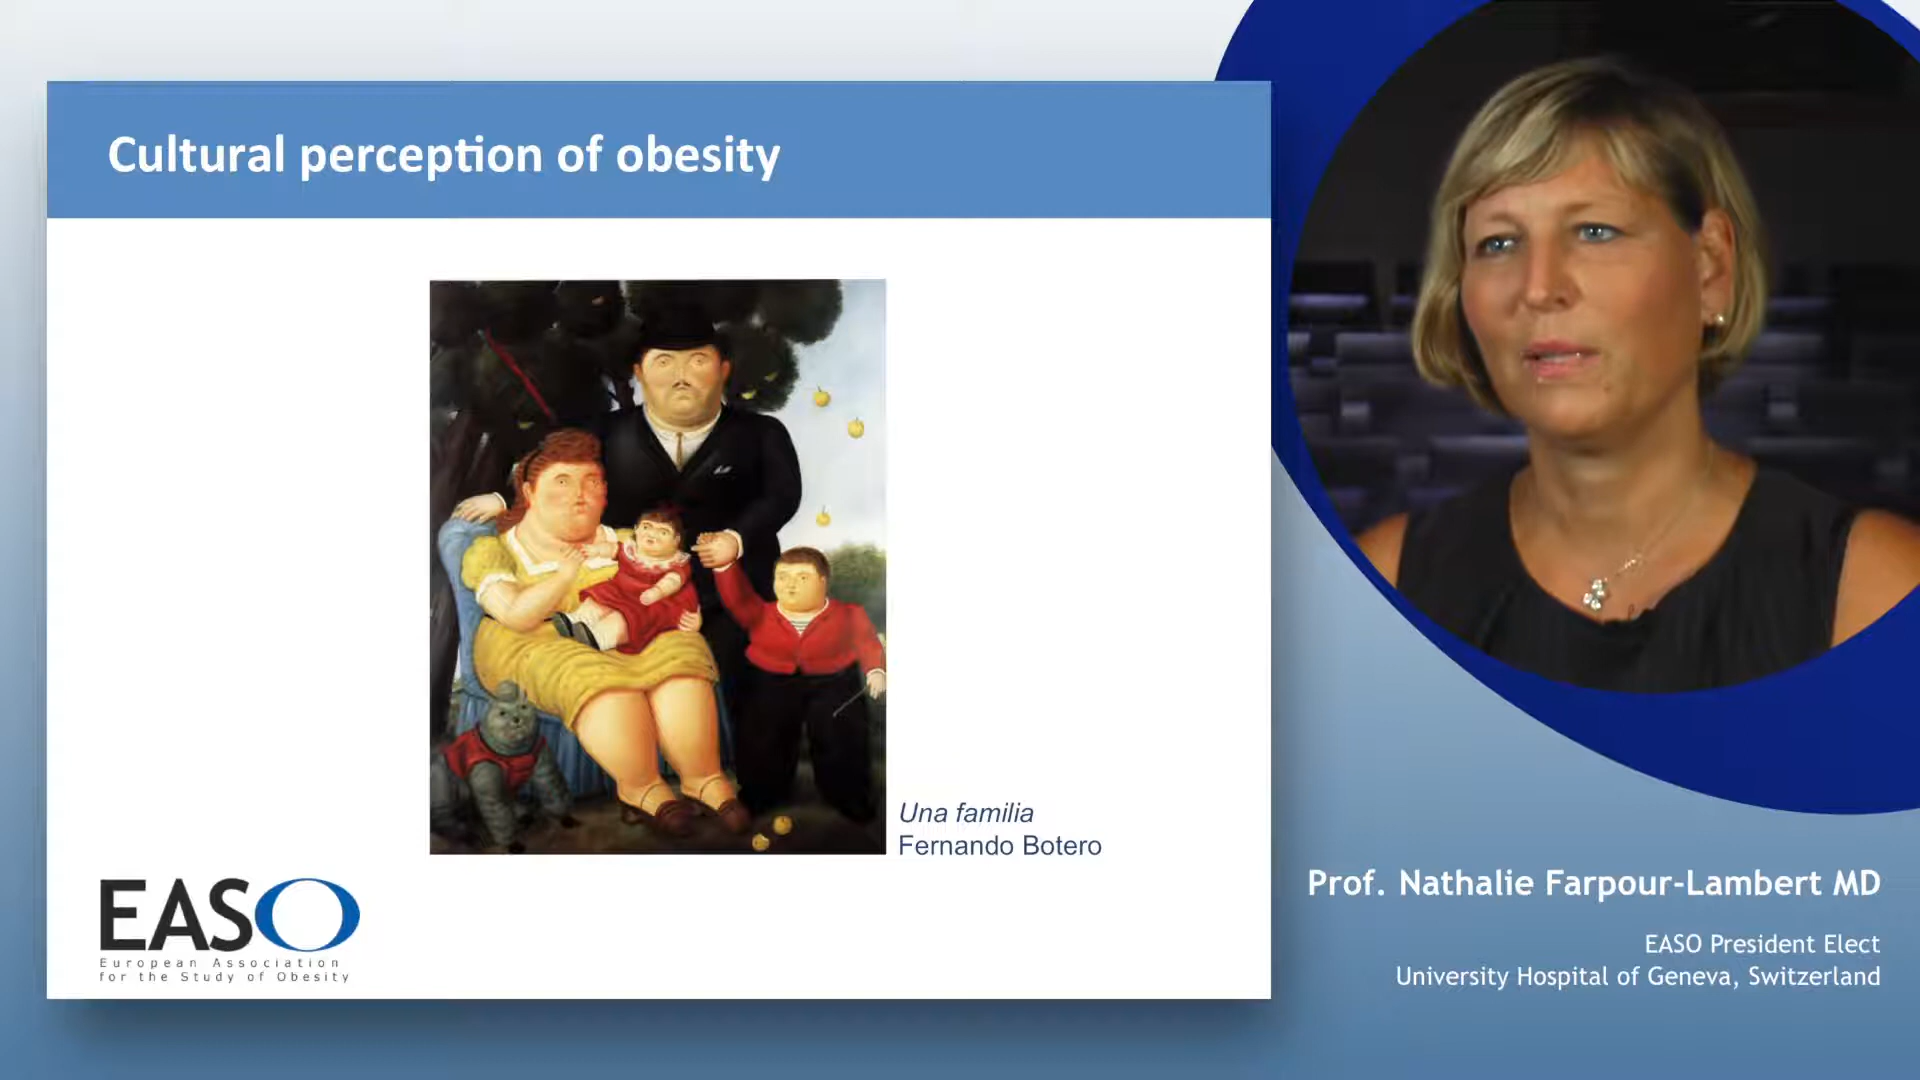 Cultural perception of obesity
Una familia
Fernando Botero
EASO
European Association
for the Study of Obesity
Prof. Nathalie Farpour-Lambert MD
EASO President Elect
University Hospital of Geneva, Switzerland